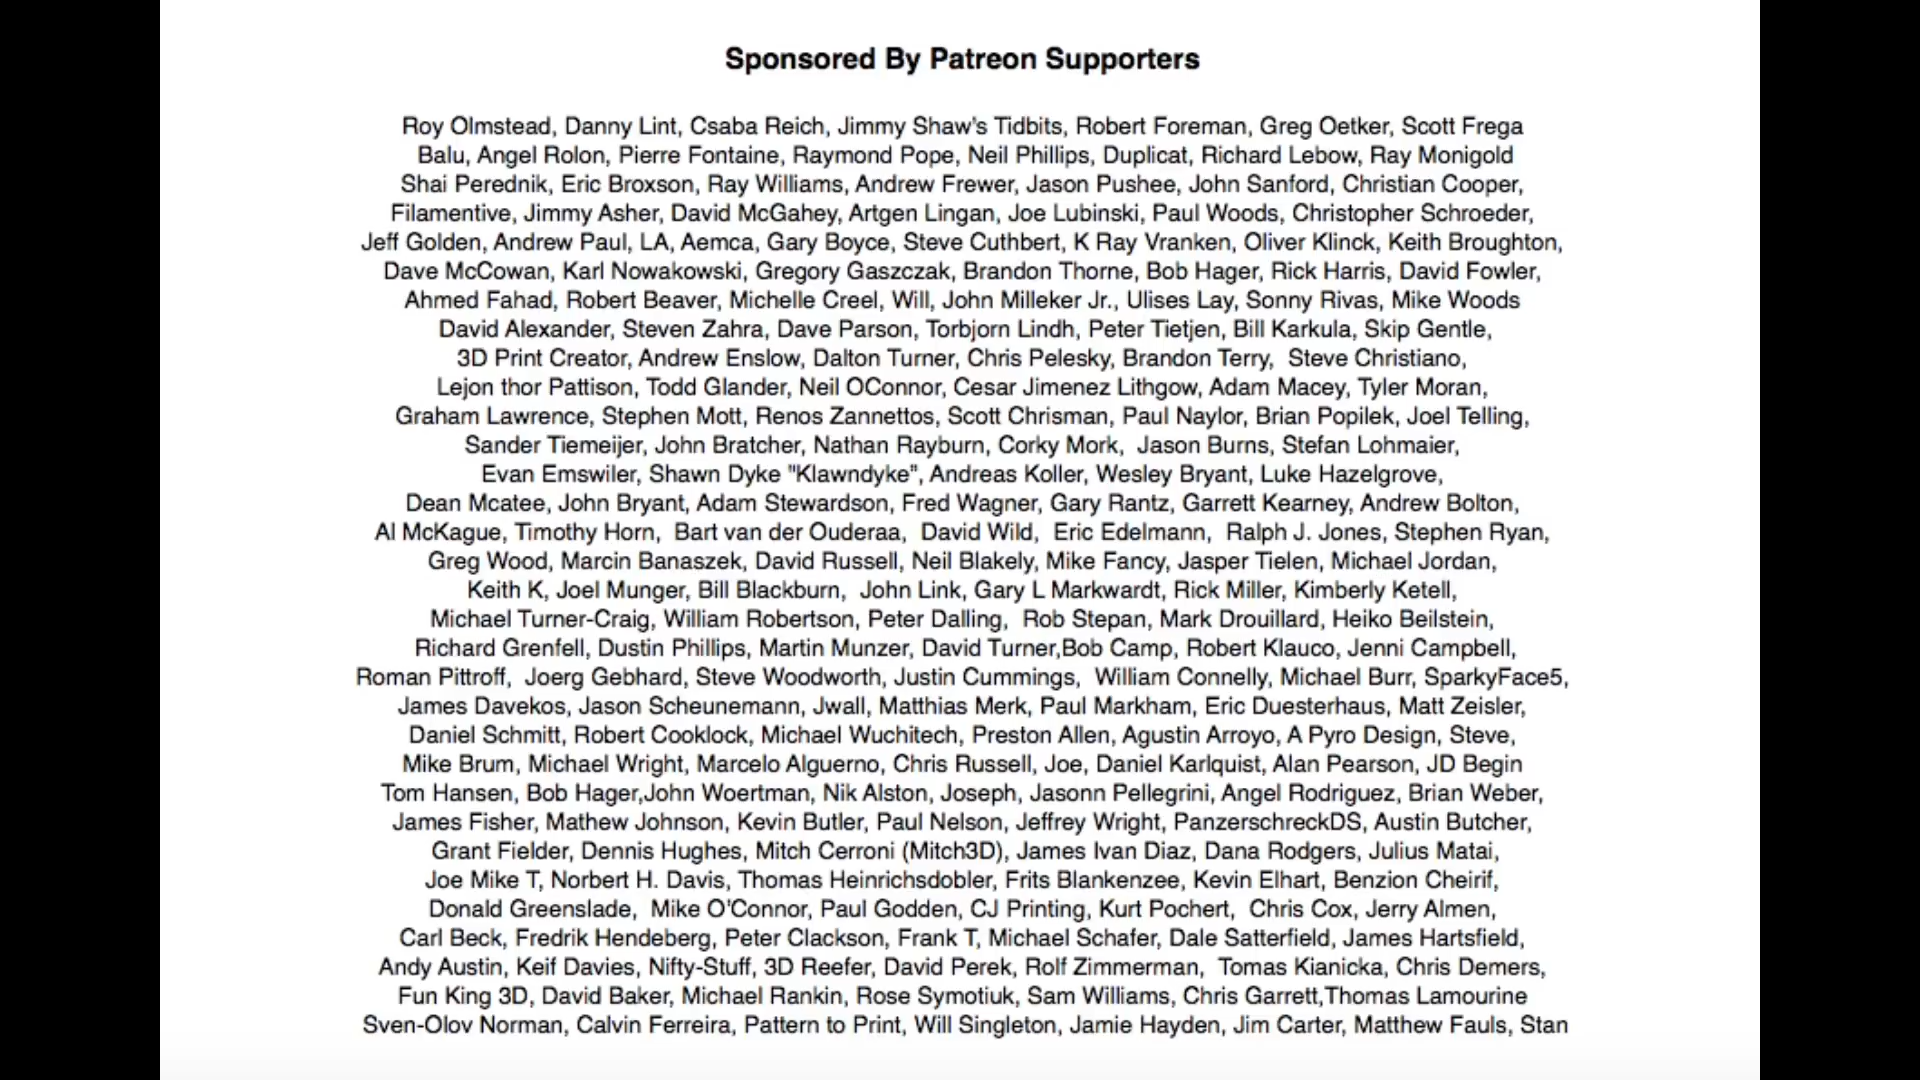 Sponsored By Patreon Supporters
Roy Olmstead, Danny Lint, Csaba Reich, Jimmy Shaw's Tidbits, Robert Foreman, Greg Oetker, Scott Frega
Balu, Angel Rolon, Pierre Fontaine, Raymond Pope, Neil Phillips, Duplicat, Richard Lebow, Ray Monigold
Shai Perednik, Eric Broxson, Ray Williams, Andrew Frewer, Jason Pushee, John Sanford, Christian Cooper,
Filamentive, Jimmy Asher, David McGahey, Artgen Lingan, Joe Lubinski, Paul Woods, Christopher Schroeder,
Jeff Golden, Andrew Paul, LA, Aemca, Gary Boyce, Steve Cuthbert, K Ray Vranken, Oliver Klinck, Keith Broughton,
Dave McCowan, Karl Nowakowski, Gregory Gaszczak, Brandon Thorne, Bob Hager, Rick Harris, David Fowler,
Ahmed Fahad, Robert Beaver, Michelle Creel, Will, John Milleker Jr., Ulises Lay, Sonny Rivas, Mike Woods
David Alexander, Steven Zahra, Dave Parson, Torbjorn Lindh, Peter Tietjen, Bill Karkula, Skip Gentle,
3D Print Creator, Andrew Enslow, Dalton Turner, Chris Pelesky, Brandon Terry,  Steve Christiano,
Lejon thor Pattison, Todd Glander, Neil OConnor, Cesar Jimenez Lithgow, Adam Macey, Tyler Moran,
Graham Lawrence, Stephen Mott, Renos Zannettos, Scott Chrisman, Paul Naylor, Brian Popilek, Joel Telling,
Sander Tiemeijer, John Bratcher, Nathan Rayburn, Corky Mork,  Jason Burns, Stefan Lohmaier,
Evan Emswiler, Shawn Dyke "Klawndyke", Andreas Koller, Wesley Bryant, Luke Hazelgrove,
Dean Mcatee, John Bryant, Adam Stewardson, Fred Wagner, Gary Rantz, Garrett Kearney, Andrew Bolton,
Al McKague, Timothy Horn,  Bart van der Ouderaa,  David Wild,  Eric Edelmann,  Ralph J. Jones, Stephen Ryan,
Greg Wood, Marcin Banaszek, David Russell, Neil Blakely, Mike Fancy, Jasper Tielen, Michael Jordan,
Keith K, Joel Munger, Bill Blackburn,  John Link, Gary L Markwardt, Rick Miller, Kimberly Ketell,
Michael Turner-Craig, William Robertson, Peter Dalling,  Rob Stepan, Mark Drouillard, Heiko Beilstein,
Richard Grenfell, Dustin Phillips, Martin Munzer, David Turner,Bob Camp, Robert Klauco, Jenni Campbell,
Roman Pittroff,  Joerg Gebhard, Steve Woodworth, Justin Cummings,  William Connelly, Michael Burr, SparkyFace5,
James Davekos, Jason Scheunemann, Jwall, Matthias Merk, Paul Markham, Eric Duesterhaus, Matt Zeisler,
Daniel Schmitt, Robert Cooklock, Michael Wuchitech, Preston Allen, Agustin Arroyo, A Pyro Design, Steve,
Mike Brum, Michael Wright, Marcelo Alguerno, Chris Russell, Joe, Daniel Karlquist, Alan Pearson, JD Begin
Tom Hansen, Bob Hager,John Woertman, Nik Alston, Joseph, Jasonn Pellegrini, Angel Rodriguez, Brian Weber,
James Fisher, Mathew Johnson, Kevin Butler, Paul Nelson, Jeffrey Wright, PanzerschreckDS, Austin Butcher,
Grant Fielder, Dennis Hughes, Mitch Cerroni (Mitch3D), James Ivan Diaz, Dana Rodgers, Julius Matai,
Joe Mike T, Norbert H. Davis, Thomas Heinrichsdobler, Frits Blankenzee, Kevin Elhart, Benzion Cheirif,
Donald Greenslade,  Mike O'Connor, Paul Godden, CJ Printing, Kurt Pochert,  Chris Cox, Jerry Almen,
Carl Beck, Fredrik Hendeberg, Peter Clackson, Frank T, Michael Schafer, Dale Satterfield, James Hartsfield,
Andy Austin, Keif Davies, Nifty-Stuff, 3D Reefer, David Perek, Rolf Zimmerman,  Tomas Kianicka, Chris Demers,
Fun King 3D, David Baker, Michael Rankin, Rose Symotiuk, Sam Williams, Chris Garrett,Thomas Lamourine
Sven-Olov Norman, Calvin Ferreira, Pattern to Print, Will Singleton, Jamie Hayden, Jim Carter, Matthew Fauls, Stan